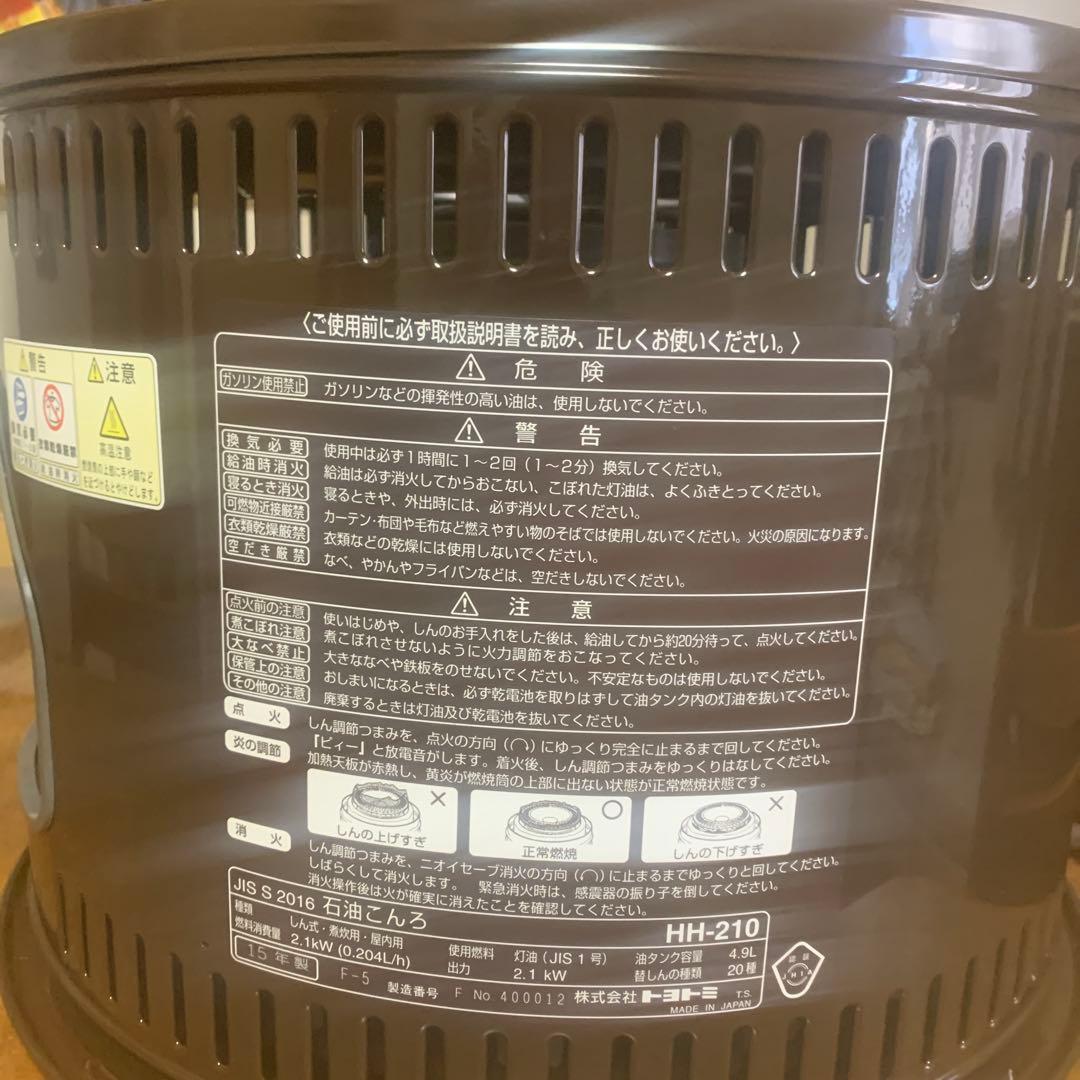 〈ご使用前に必ず取扱説明書を読み、正しくお使いください。〉
危険
ガソリン使用禁止 ガソリンなどの揮発性の高い油は、使用しないでください。
警告
換気必要 使用中は必ず1時間に1～2回（1～2分）換気してください。
給油時消火 給油は必ず消火してからおこない、こぼれた灯油は、よくふきとってください。
寝るとき消火 寝るときや、外出時には、必ず消火してください。
可燃物近接厳禁 カーテン・布団や毛布など燃えやすい物のそばでは使用しないでください。火災の原因になります。
衣類乾燥厳禁 衣類などの乾燥には使用しないでください。
空だき厳禁 なべ、やかんやフライパンなどは、空だきしないでください。
注意
点火前の注意 使いはじめや、しんのお手入れをした後は、給油してから約20分待って、点火してください。
煮こぼれ注意 煮こぼれさせないように火力調節をおこなってください。
大なべ禁止 大きななべや鉄板をのせないでください。不安定なものは使用しないでください。
保管上の注意 おしまいになるときは、必ず乾電池を取りはずして油タンク内の灯油を抜いてください。
その他の注意 廃棄するときは灯油及び乾電池を抜いてください。
点火 しん調節つまみを、点火の方向（）にゆっくり完全に止まるまで回してください。
『ピィー』と放電音がします。着火後、しん調節つまみをゆっくりはなしてください。
炎の調節 加熱天板が赤熱し、黄炎が燃焼筒の上部に出ない状態が正常燃焼状態です。
しんの上げすぎ 正常燃焼 しんの下げすぎ
消火 しん調節つまみを、ニオイセーブ消火の方向（）に止まるまでゆっくりと回してください。
しばらくして消火します。 緊急消火時は、感震器の振り子を倒してください。
消火操作後は火が確実に消えたことを確認してください。
JIS S 2016 石油こんろ HH-210
種類 しん式・煮炊用・屋内用 使用燃料 灯油（JIS 1号） 油タンク容量 4.9L
燃料消費量 2.1kW (0.204L/h) 出力 2.1 kW 替しんの種類 20種
15年製 F-5 製造番号 F No.400012 株式会社 トヨトミ T.S.
MADE IN JAPAN
認証
JHIA
警告
注意
高温注意
衣類乾燥厳禁